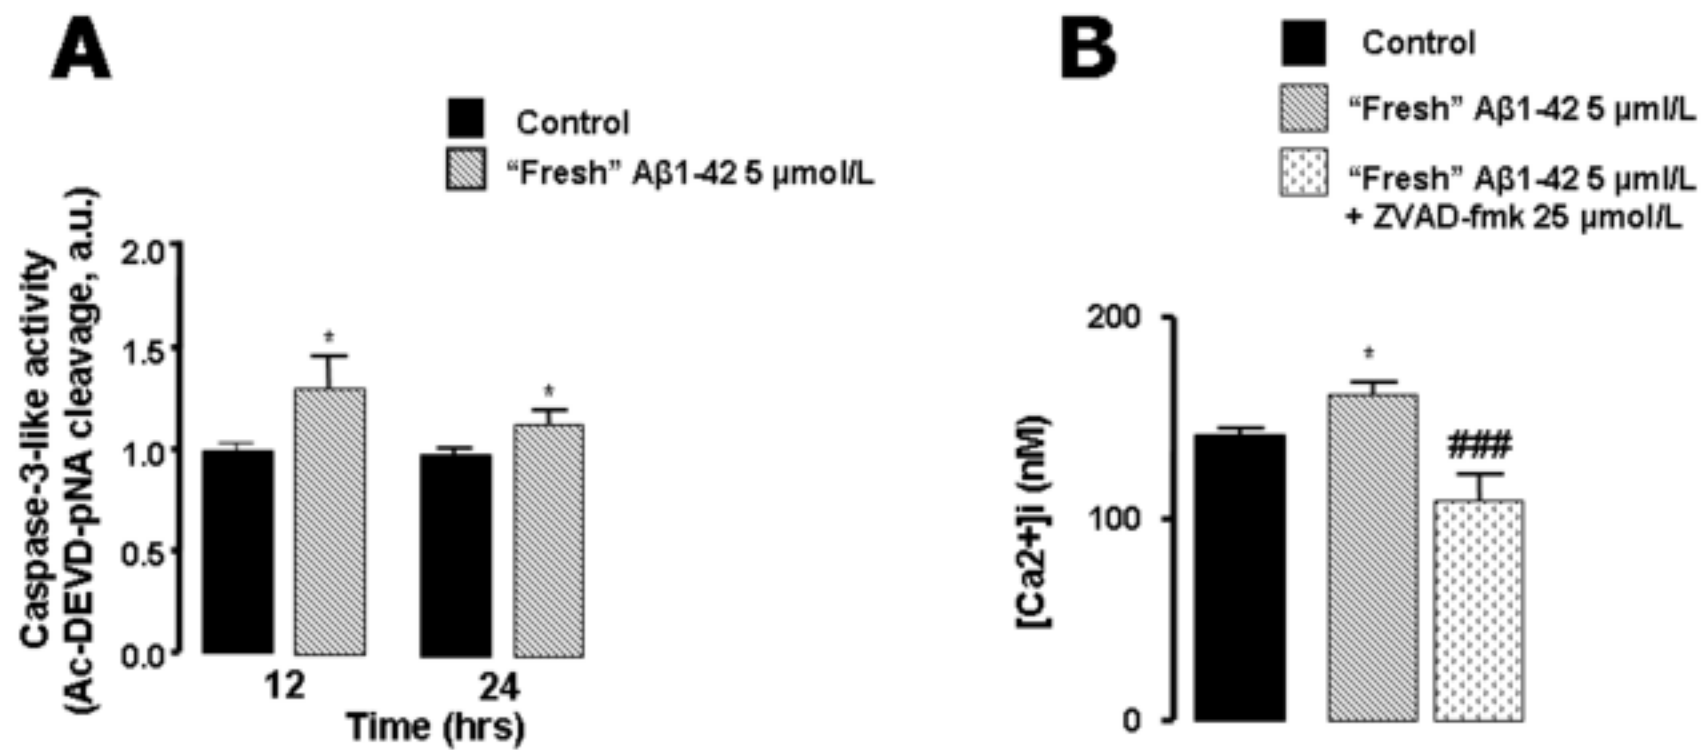 A
Control
“Fresh” Aβ1-42 5 µmol/L
Caspase-3-like activity
(Ac-DEVD-pNA cleavage, a.u.)
2.0
1.5
1.0
0.5
0.0
*
*
12
24
Time (hrs)
B
Control
“Fresh” Aβ1-42 5 µml/L
“Fresh” Aβ1-42 5 µml/L
+ ZVAD-fmk 25 µmol/L
[Ca2+]i (nM)
200
100
0
*
###